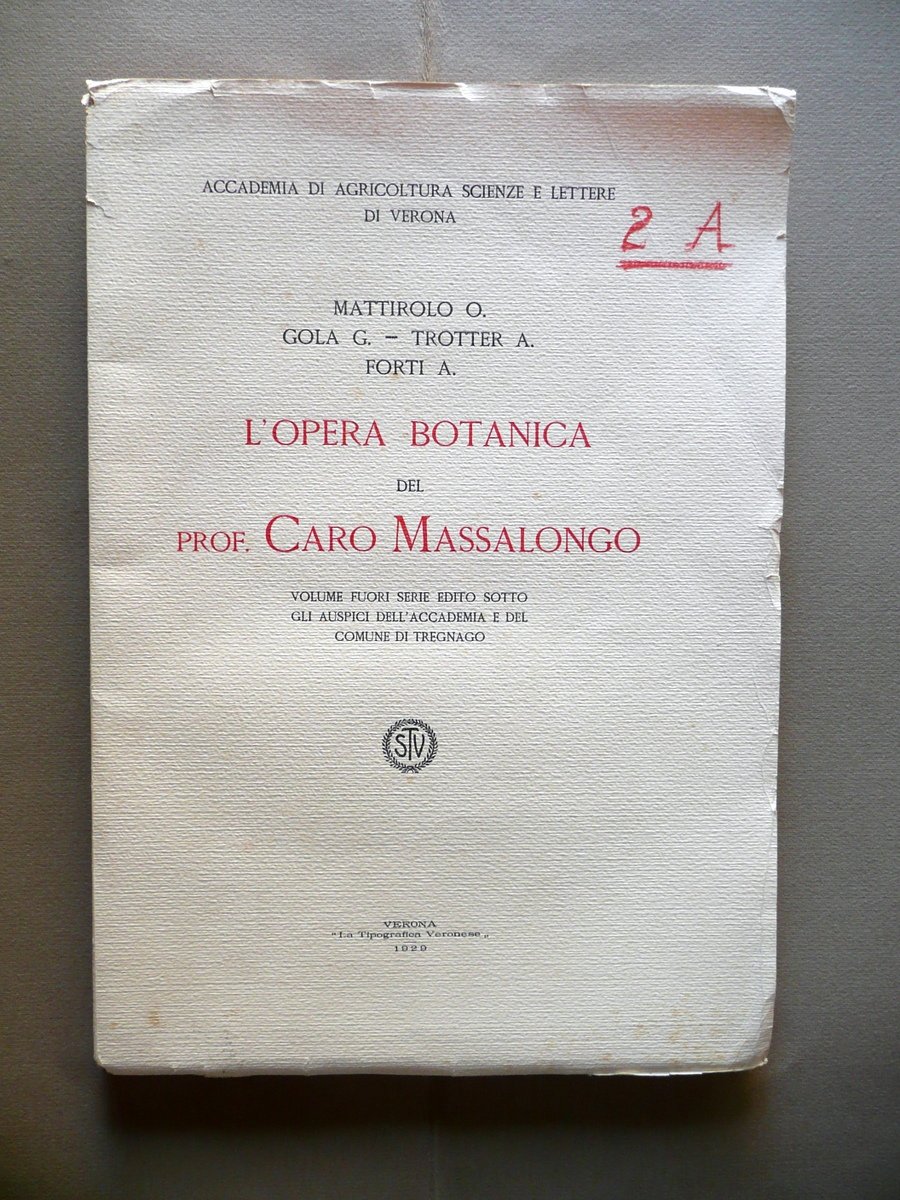 ACCADEMIA DI AGRICOLTURA SCIENZE E LETTERE
DI VERONA
2 A
MATTIROLO O.
GOLA G. – TROTTER A.
FORTI A.
L'OPERA BOTANICA
DEL
PROF. CARO MASSALONGO
VOLUME FUORI SERIE EDITO SOTTO
GLI AUSPICI DELL'ACCADEMIA E DEL
COMUNE DI TREGNAGO
STV
VERONA
"La Tipografica Veronese„
1929